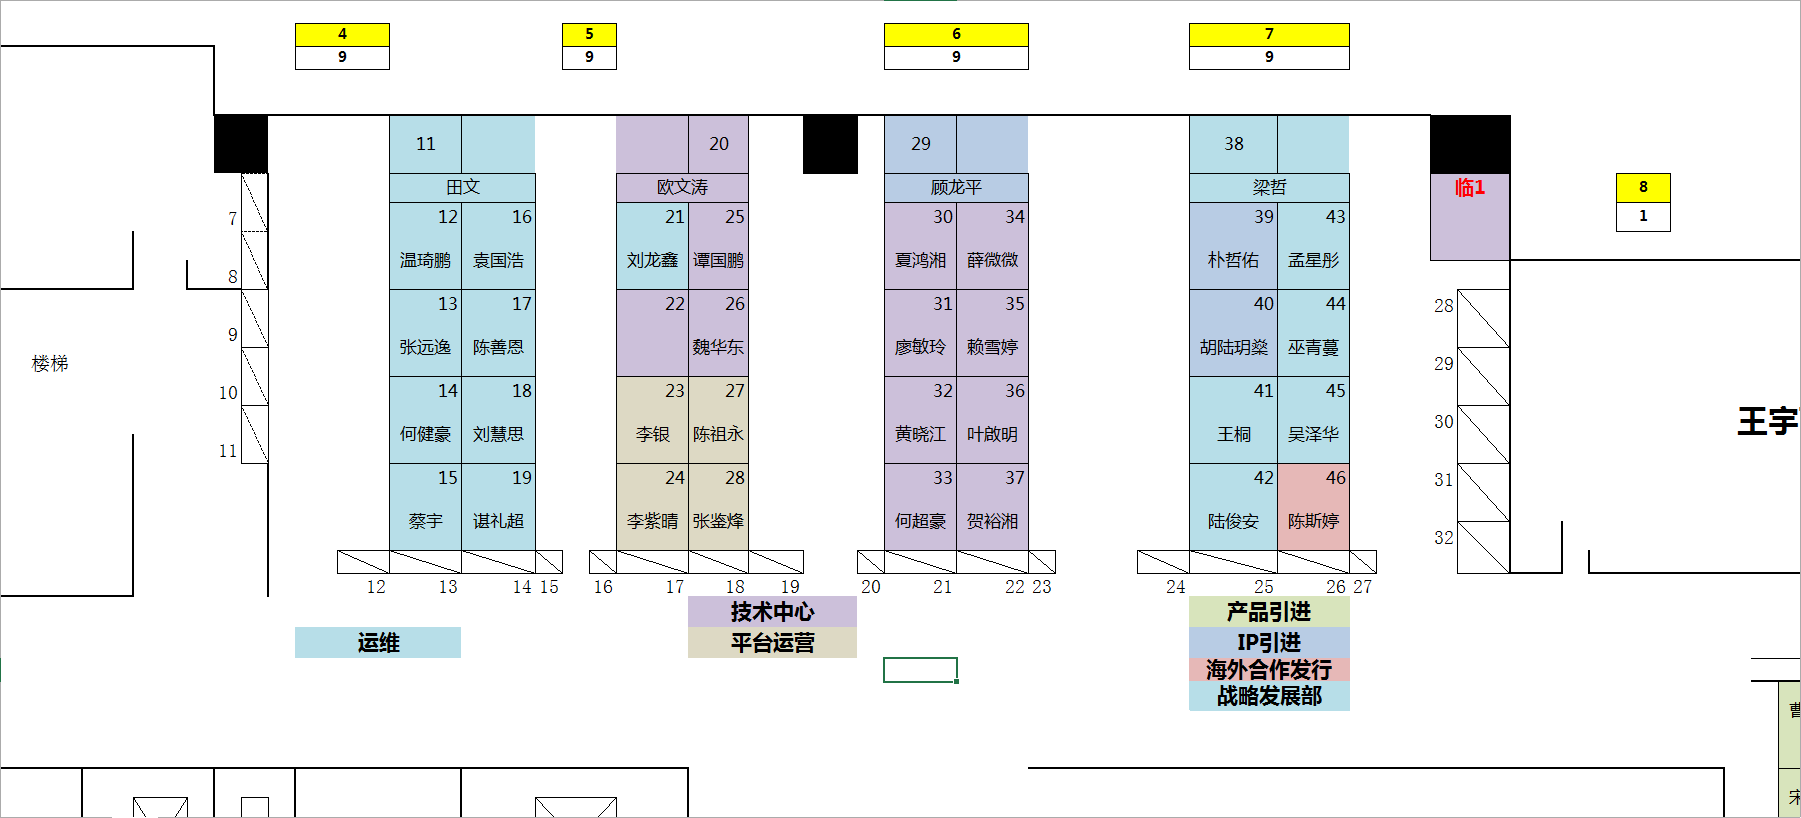 4 5 6 7
9 9 9 9
11 20 29 38
田文 欧文涛 顾龙平 梁哲 临1 8
7 12 16 21 25 30 34 39 43 1
温琦鹏 袁国浩 刘龙鑫 谭国鹏 夏鸿湘 薛微微 朴哲佑 孟星彤
8
13 17 22 26 31 35 40 44 28
9
张远逸 陈善恩 魏华东 廖敏玲 赖雪婷 胡陆玥燊 巫青蔓
楼梯 29
10 14 18 23 27 32 36 41 45
30 王宇
何健豪 刘慧思 李银 陈祖永 黄晓江 叶啟明 王桐 吴泽华
11
15 19 24 28 33 37 42 46 31
蔡宇 谌礼超 李紫晴 张鉴烽 何超豪 贺裕湘 陆俊安 陈斯婷
32
12 13 14 15 16 17 18 19 20 21 22 23 24 25 26 27
技术中心 产品引进
运维 平台运营 IP引进
海外合作发行
战略发展部
曹
宋